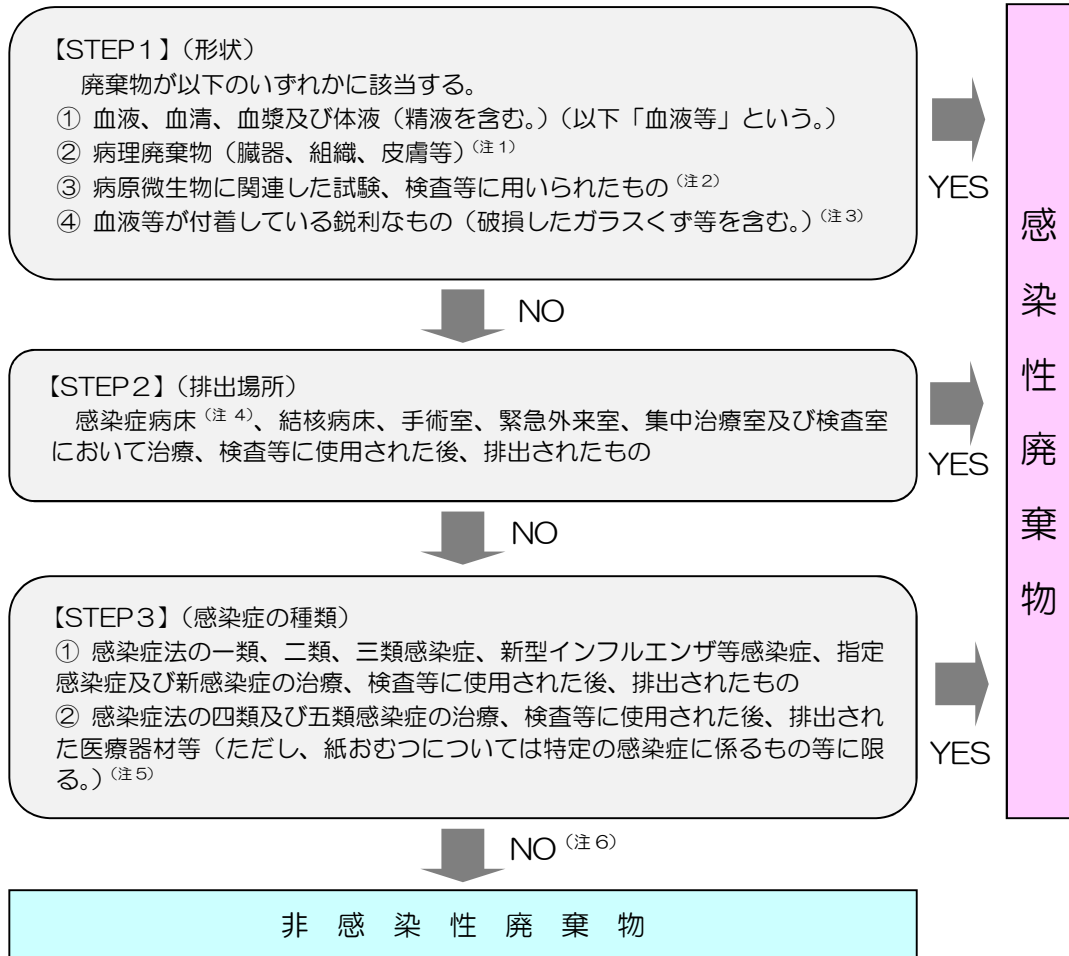 【STEP1】(形状)
廃棄物が以下のいずれかに該当する。
① 血液、血清、血漿及び体液(精液を含む。)(以下「血液等」という。)
② 病理廃棄物(臓器、組織、皮膚等)(注1)
③ 病原微生物に関連した試験、検査等に用いられたもの(注2)
④ 血液等が付着している鋭利なもの(破損したガラスくず等を含む。)(注3)
YES
NO
【STEP2】(排出場所)
感染症病床(注4)、結核病床、手術室、緊急外来室、集中治療室及び検査室
において治療、検査等に使用された後、排出されたもの
YES
NO
【STEP3】(感染症の種類)
① 感染症法の一類、二類、三類感染症、新型インフルエンザ等感染症、指定
感染症及び新感染症の治療、検査等に使用された後、排出されたもの
② 感染症法の四類及び五類感染症の治療、検査等に使用された後、排出され
た医療器材等(ただし、紙おむつについては特定の感染症に係るもの等に限
る。)(注5)
YES
NO(注6)
感染性廃棄物
非感染性廃棄物